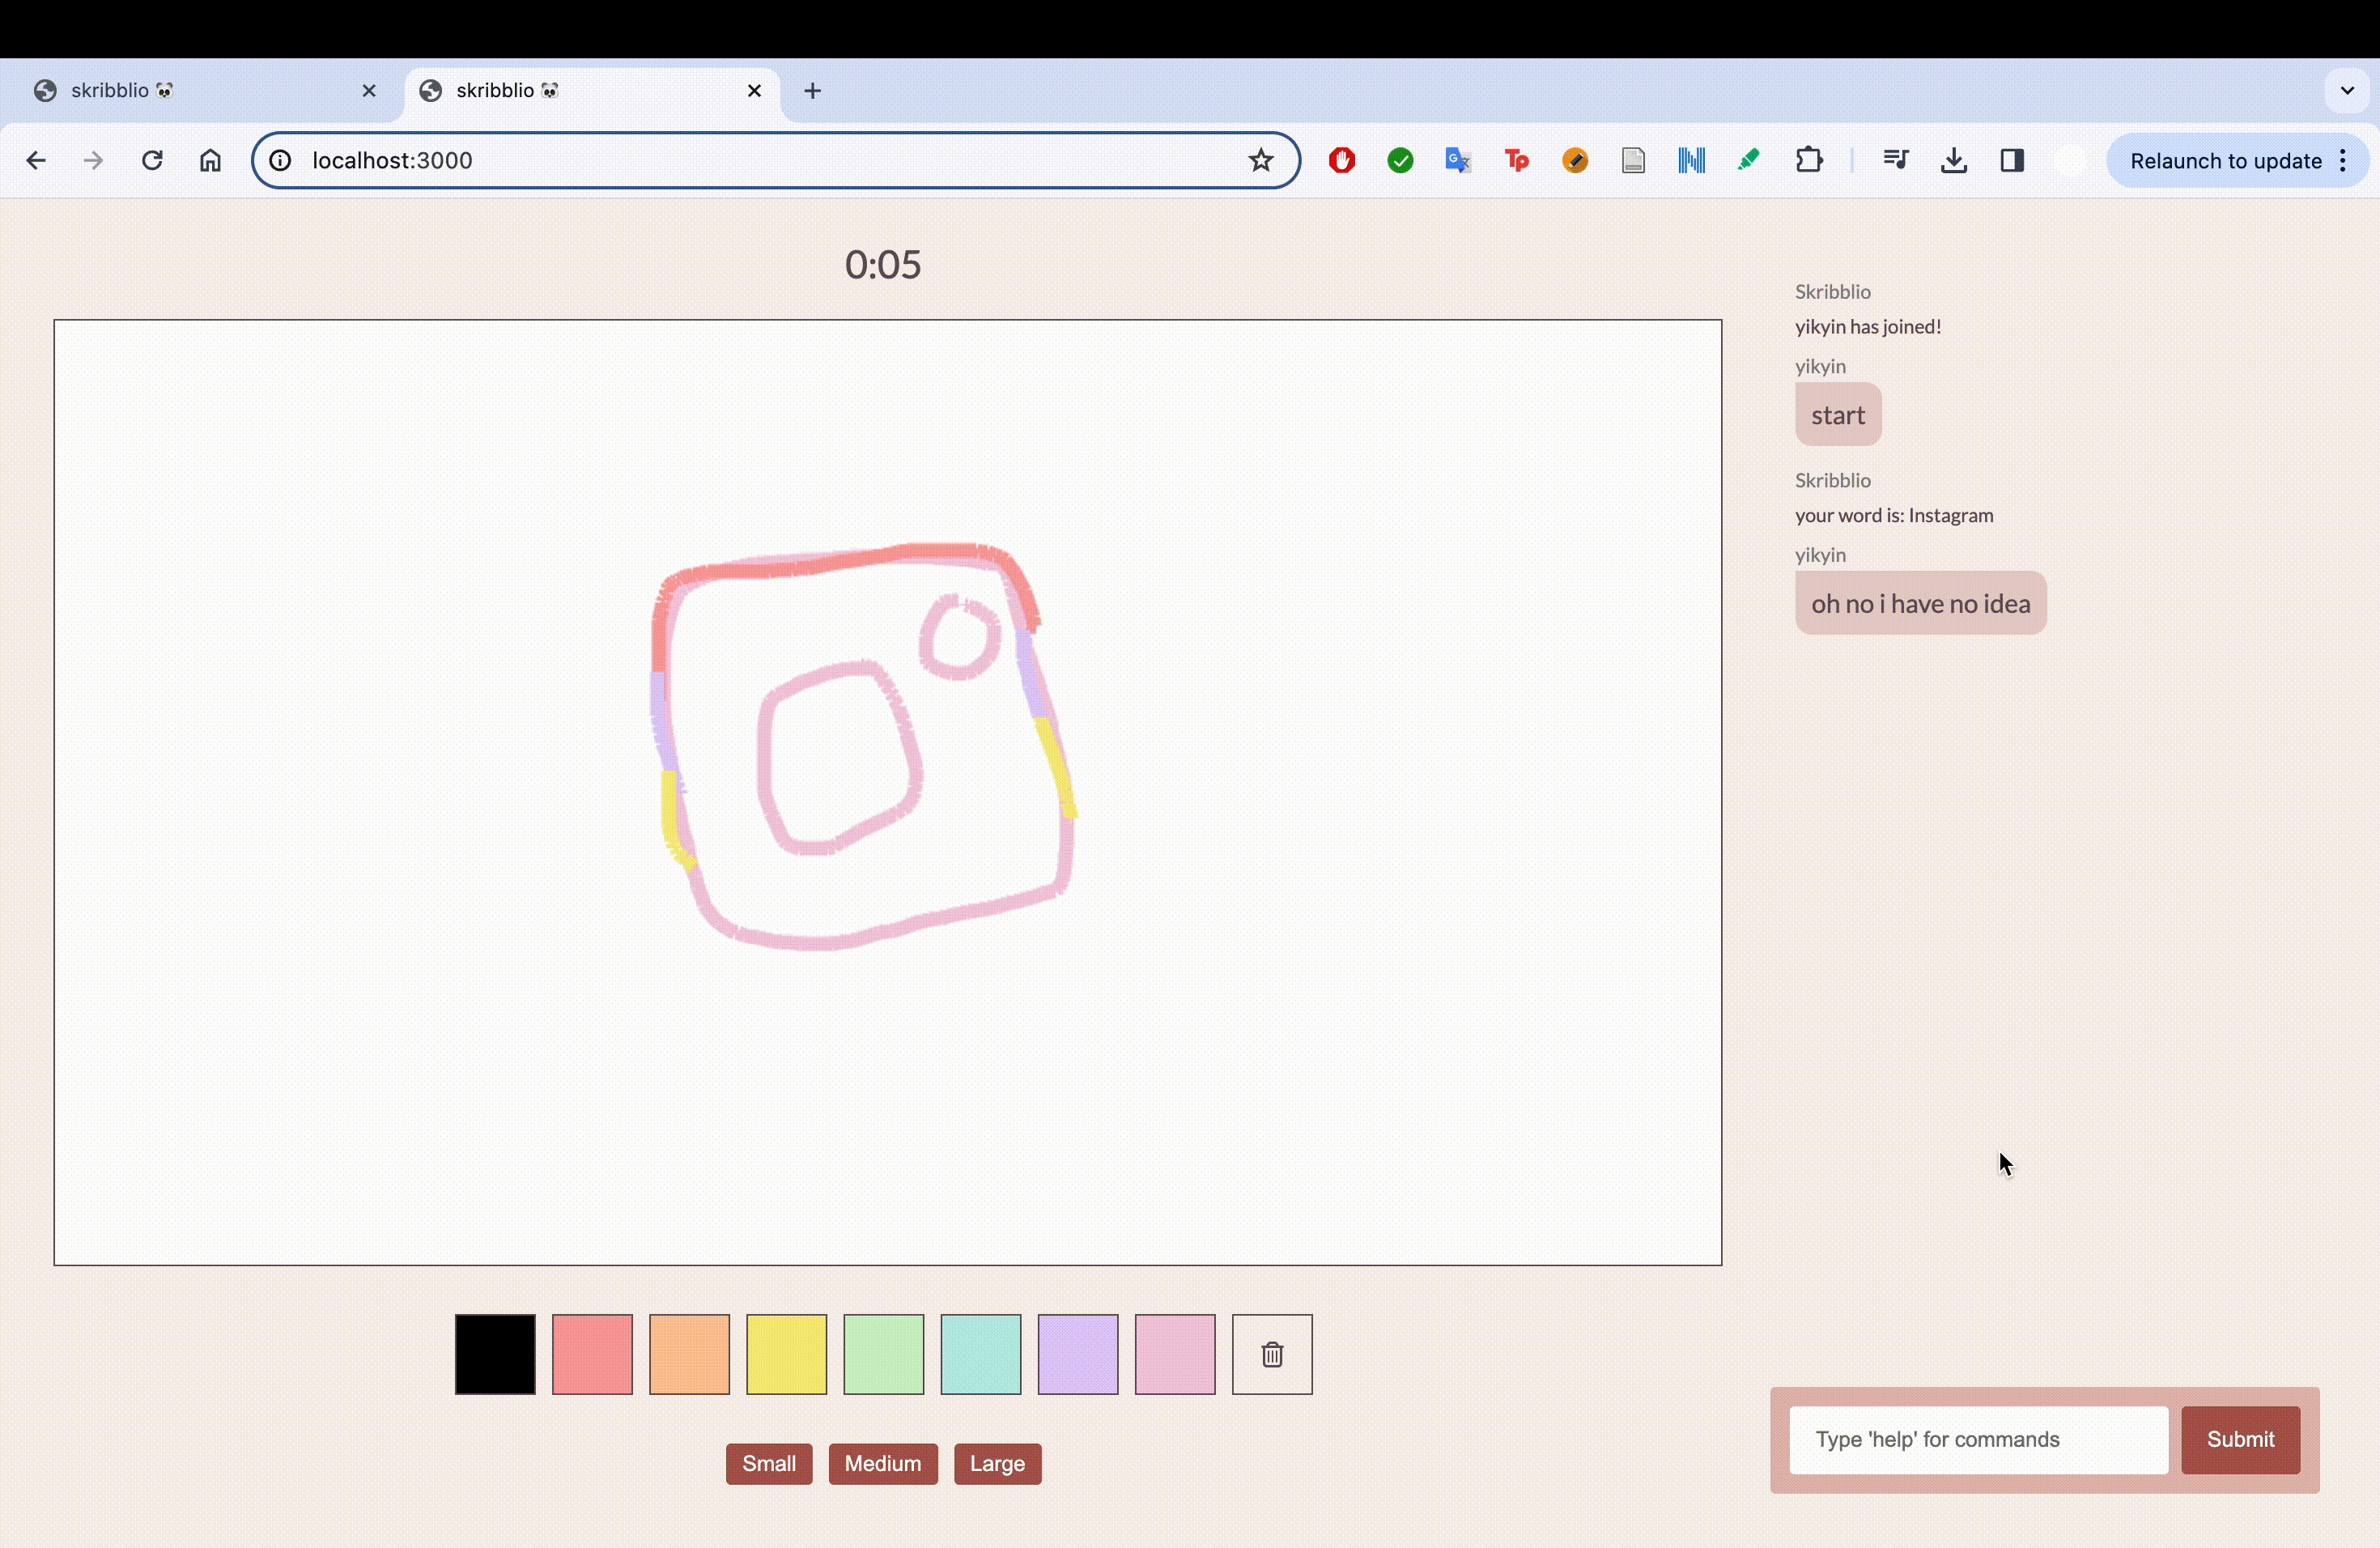 skribblio 🐼
skribblio 🐼
localhost:3000
Tp
Relaunch to update
0:05
Skribblio
yikyin has joined!
yikyin
start
Skribblio
your word is: Instagram
yikyin
oh no i have no idea
Small
Medium
Large
Type 'help' for commands
Submit